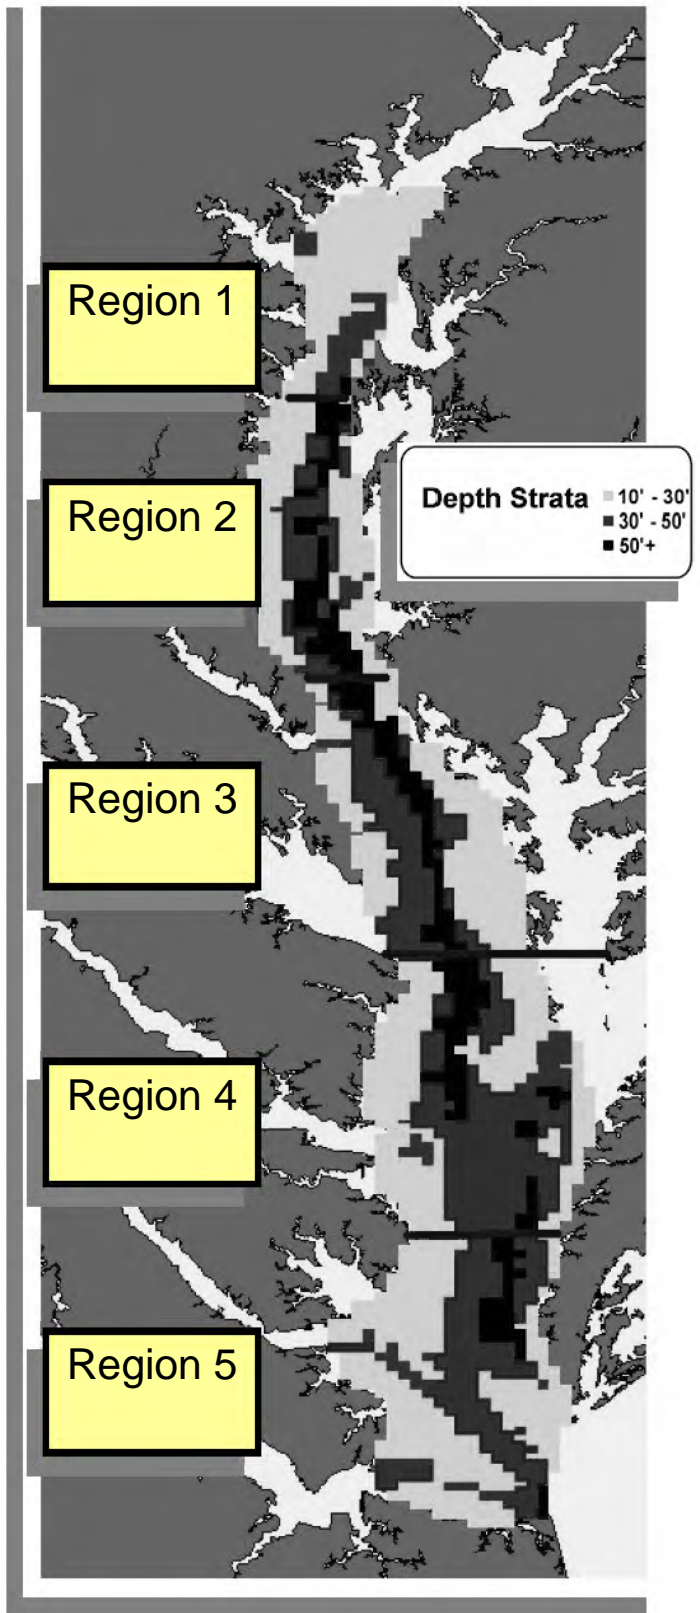 Region 1
Region 2
Depth Strata
10' - 30'
30' - 50'
50'+
Region 3
Region 4
Region 5